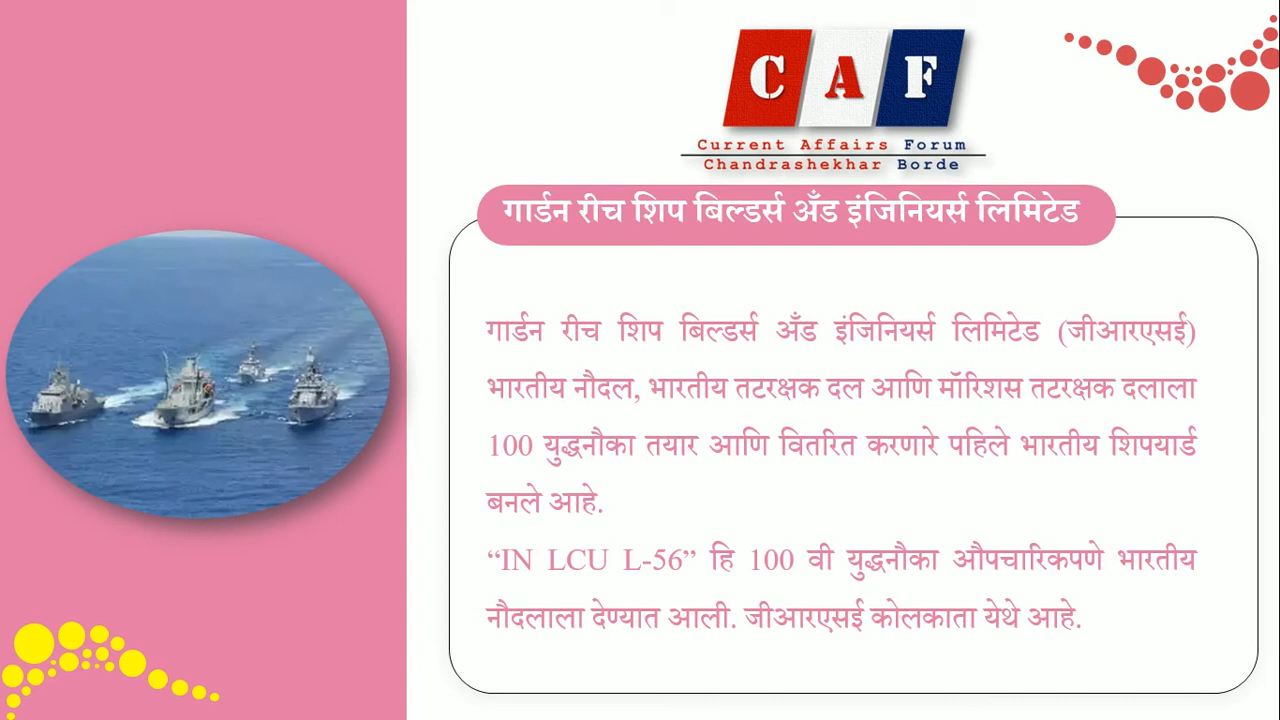 CAF
Current Affairs Forum
Chandrashekhar Borde
गार्डन रीच शिप बिल्डर्स अँड इंजिनियर्स लिमिटेड
गार्डन रीच शिप बिल्डर्स अँड इंजिनियर्स लिमिटेड (जीआरएसई)
भारतीय नौदल, भारतीय तटरक्षक दल आणि मॉरिशस तटरक्षक दलाला
100 युद्धनौका तयार आणि वितरित करणारे पहिले भारतीय शिपयार्ड
बनले आहे.
“IN LCU L-56” हि 100 वी युद्धनौका औपचारिकपणे भारतीय
नौदलाला देण्यात आली. जीआरएसई कोलकाता येथे आहे.